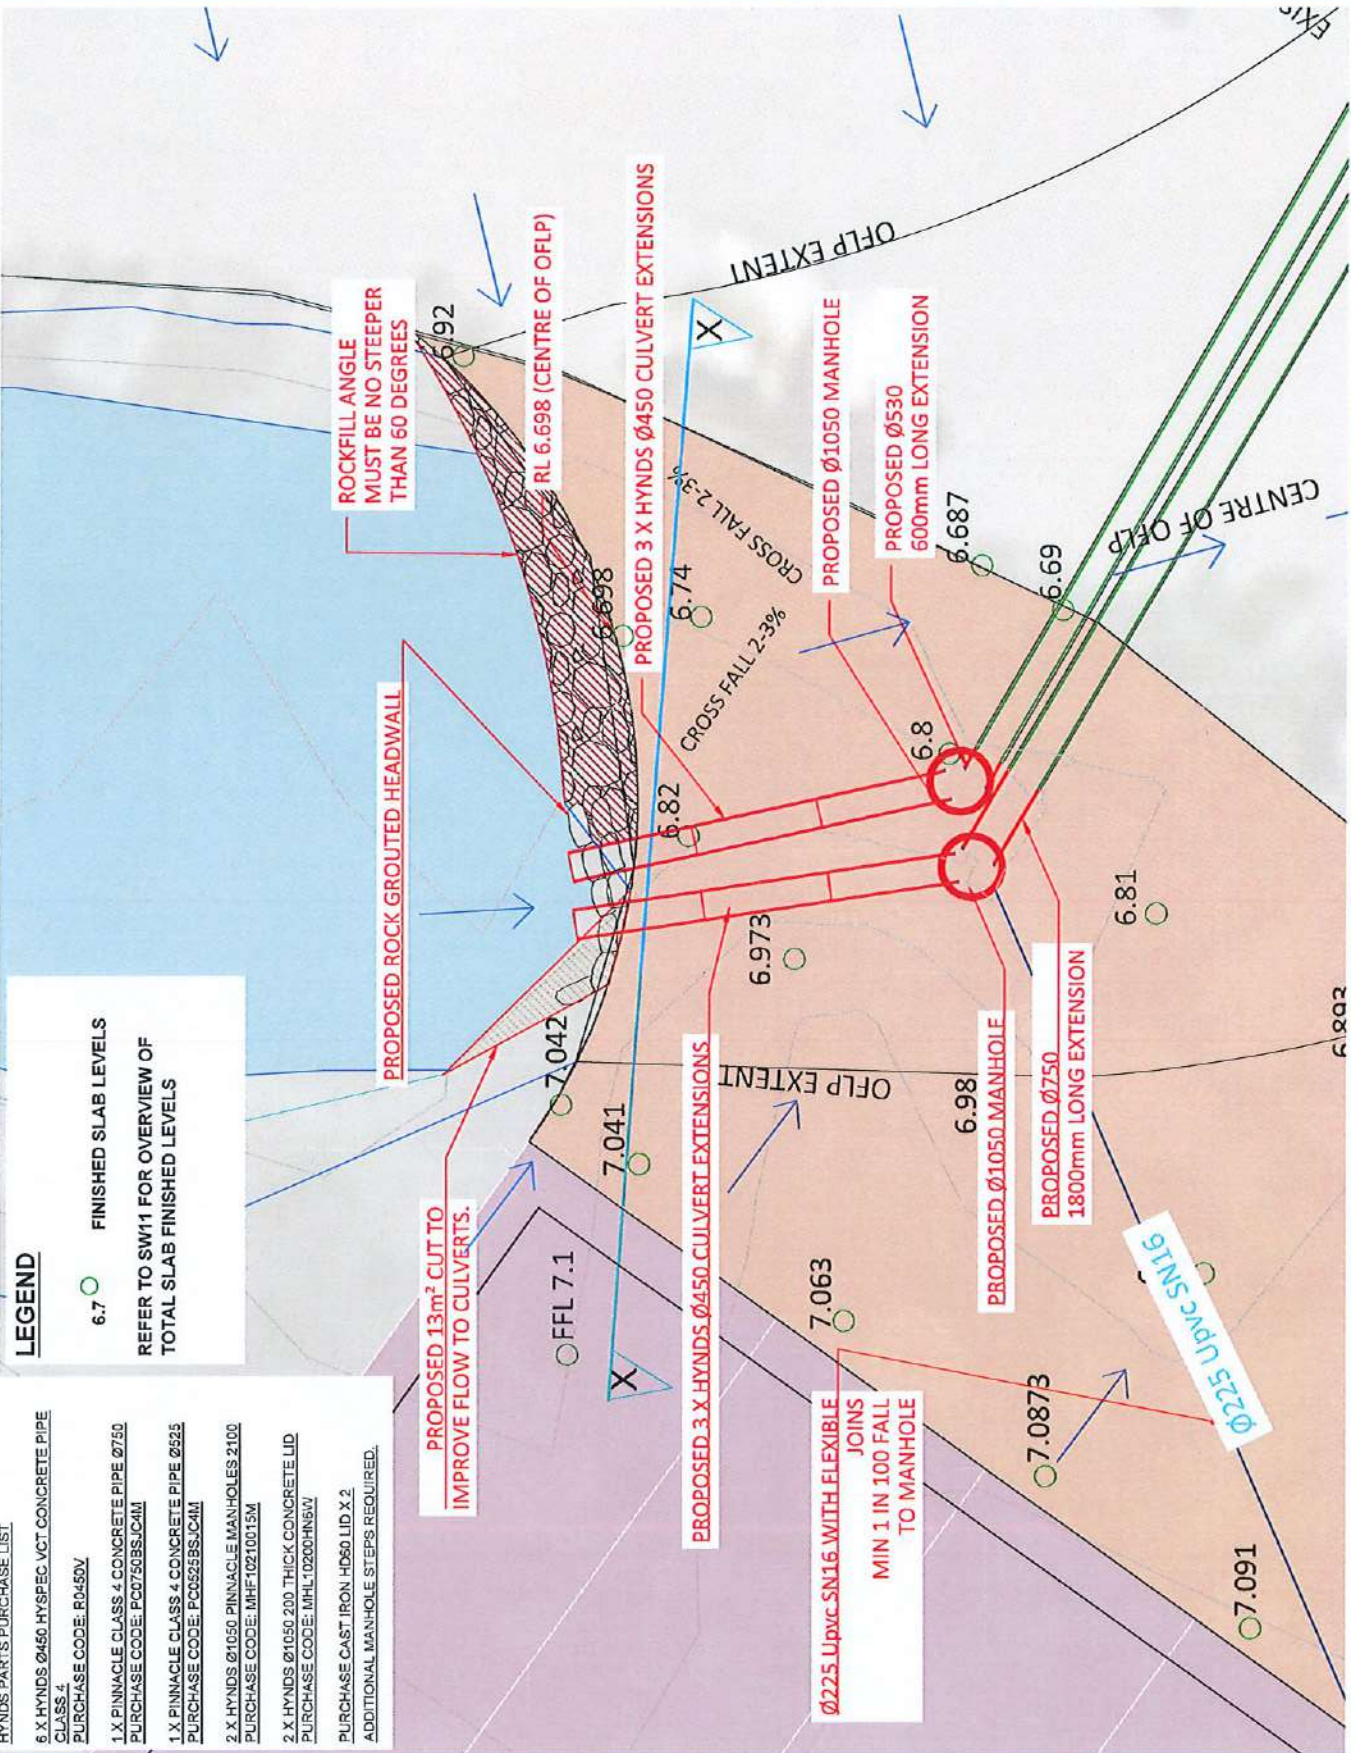 HYNDS PARTS PURCHASE LIST
6 X HYNDS Ø450 HYSPEC VCT CONCRETE PIPE
CLASS 4
PURCHASE CODE: R0450V
1 X PINNACLE CLASS 4 CONCRETE PIPE Ø750
PURCHASE CODE: PC0750BSJC4M
1 X PINNACLE CLASS 4 CONCRETE PIPE Ø525
PURCHASE CODE: PC0525BSJC4M
2 X HYNDS Ø1050 PINNACLE MANHOLES 2100
PURCHASE CODE: MHF10210015M
2 X HYNDS Ø1050 200 THICK CONCRETE LID
PURCHASE CODE: MHL10200HN6W
PURCHASE CAST IRON HD60 LID X 2
ADDITIONAL MANHOLE STEPS REQUIRED.
LEGEND
6.7 FINISHED SLAB LEVELS
REFER TO SW11 FOR OVERVIEW OF
TOTAL SLAB FINISHED LEVELS
PROPOSED ROCK GROUTED HEADWALL
ROCKFILL ANGLE
MUST BE NO STEEPER
THAN 60 DEGREES
6.92
RL 6.698 (CENTRE OF OFLP)
PROPOSED 13m² CUT TO
IMPROVE FLOW TO CULVERTS.
FFL 7.1
7.042
7.041
6.698
6.74
6.82
PROPOSED 3 X HYNDS Ø450 CULVERT EXTENSIONS
X
X
CROSS FALL 2-3%
CROSS FALL 2-3%
OFLP EXTENT
PROPOSED 3 X HYNDS Ø450 CULVERT EXTENSIONS
OFLP EXTENT
6.973
PROPOSED Ø1050 MANHOLE
PROPOSED Ø530
600mm LONG EXTENSION
6.8
6.687
6.69
7.063
Ø225 Upvc SN16 WITH FLEXIBLE
JOINS
MIN 1 IN 100 FALL
TO MANHOLE
6.98
PROPOSED Ø1050 MANHOLE
PROPOSED Ø750
1800mm LONG EXTENSION
6.81
CENTRE OF OFLP
7.0873
Ø225 Upvc SN16
7.091
6.893
EXIS